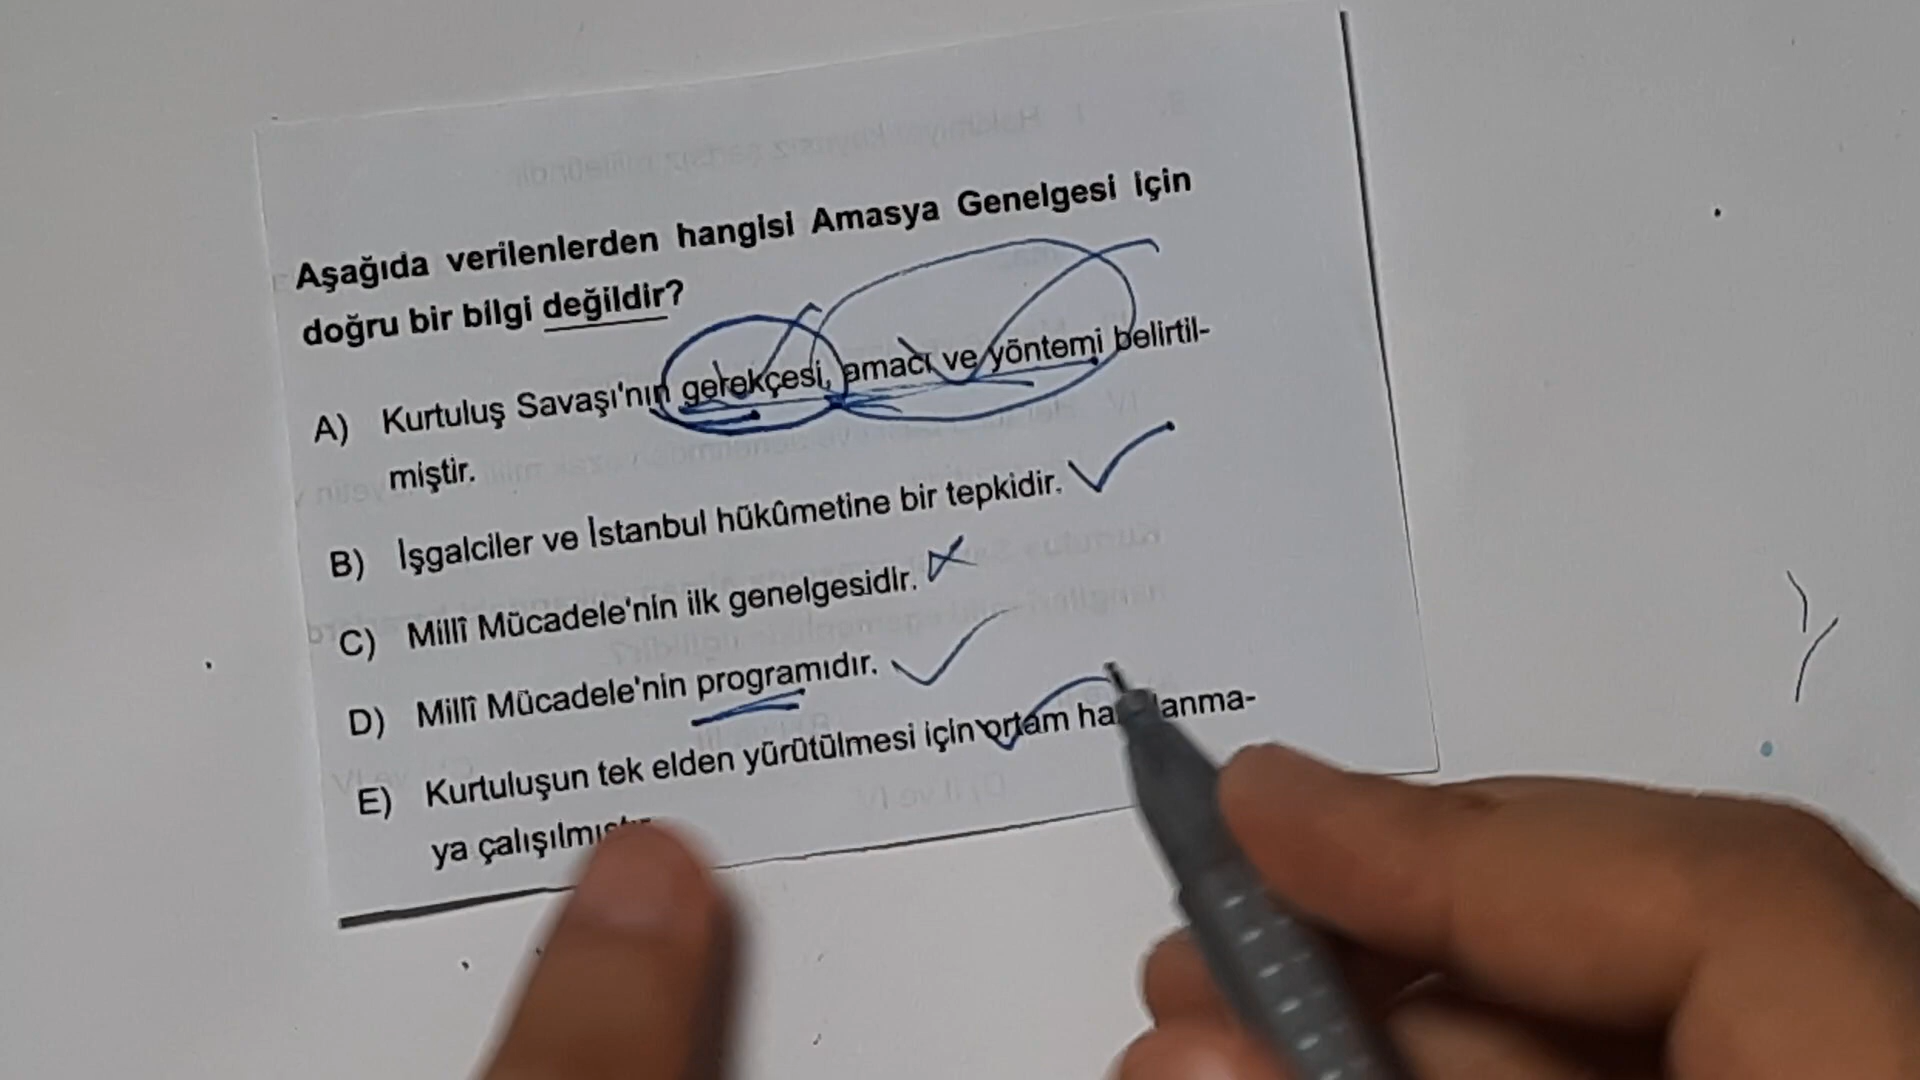 Aşağıda verilenlerden hangisi Amasya Genelgesi için
doğru bir bilgi değildir?
A) Kurtuluş Savaşı'nın gerekçesi, amacı ve yöntemi belirtil-
miştir.
B) İşgalciler ve İstanbul hükûmetine bir tepkidir.
C) Millî Mücadele'nin ilk genelgesidir.
D) Millî Mücadele'nin programıdır.
E) Kurtuluşun tek elden yürütülmesi için ortam anma-
ya